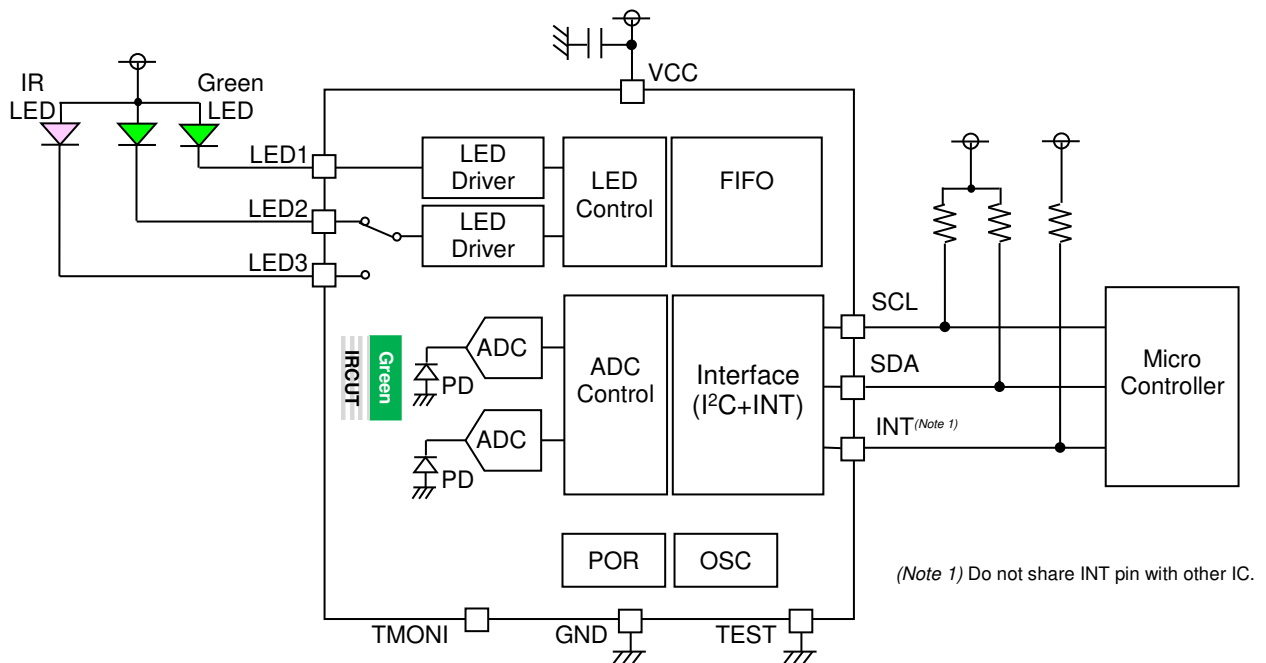 VCC
IR
LED
Green
LED
LED1
LED2
LED3
LED
Driver
LED
Driver
LED
Control
FIFO
IRCUT
Green
PD
ADC
PD
ADC
ADC
Control
Interface
(I²C+INT)
SCL
SDA
INT(Note 1)
Micro
Controller
POR
OSC
(Note 1) Do not share INT pin with other IC.
TMONI
GND
TEST